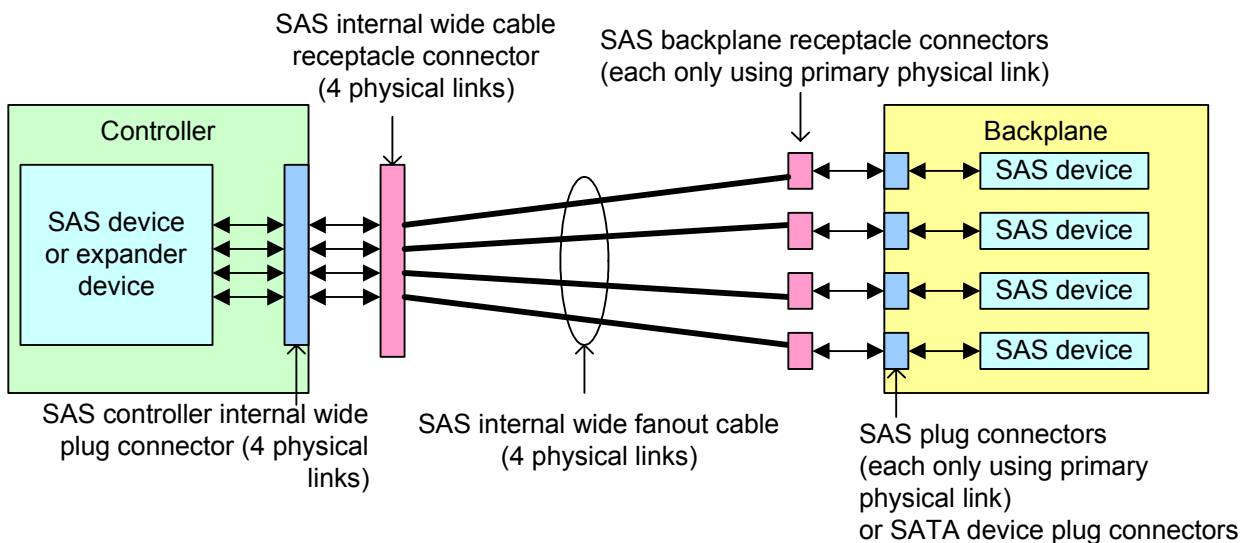 SAS internal wide cable
receptacle connector
(4 physical links)
SAS backplane receptacle connectors
(each only using primary physical link)
Controller
Backplane
SAS device
or expander
device
SAS device
SAS device
SAS device
SAS device
SAS controller internal wide
plug connector (4 physical
links)
SAS internal wide fanout cable
(4 physical links)
SAS plug connectors
(each only using primary
physical link)
or SATA device plug connectors